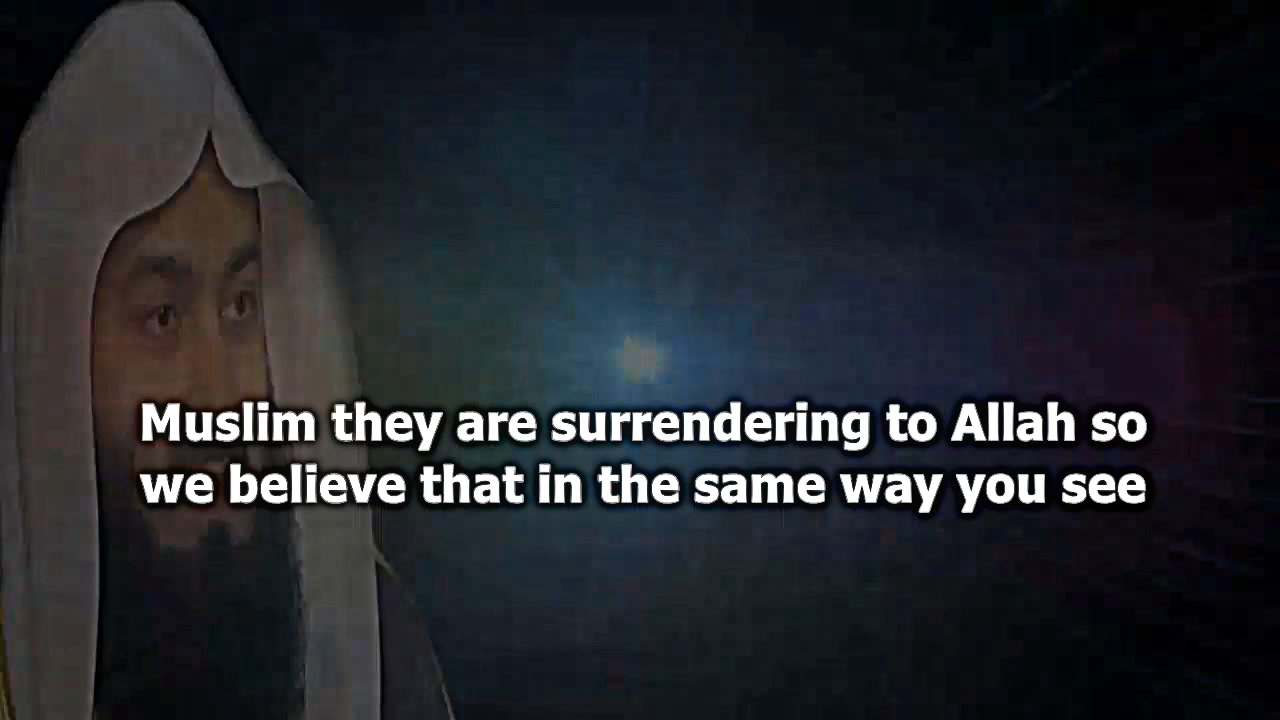 Muslim they are surrendering to Allah so
we believe that in the same way you see